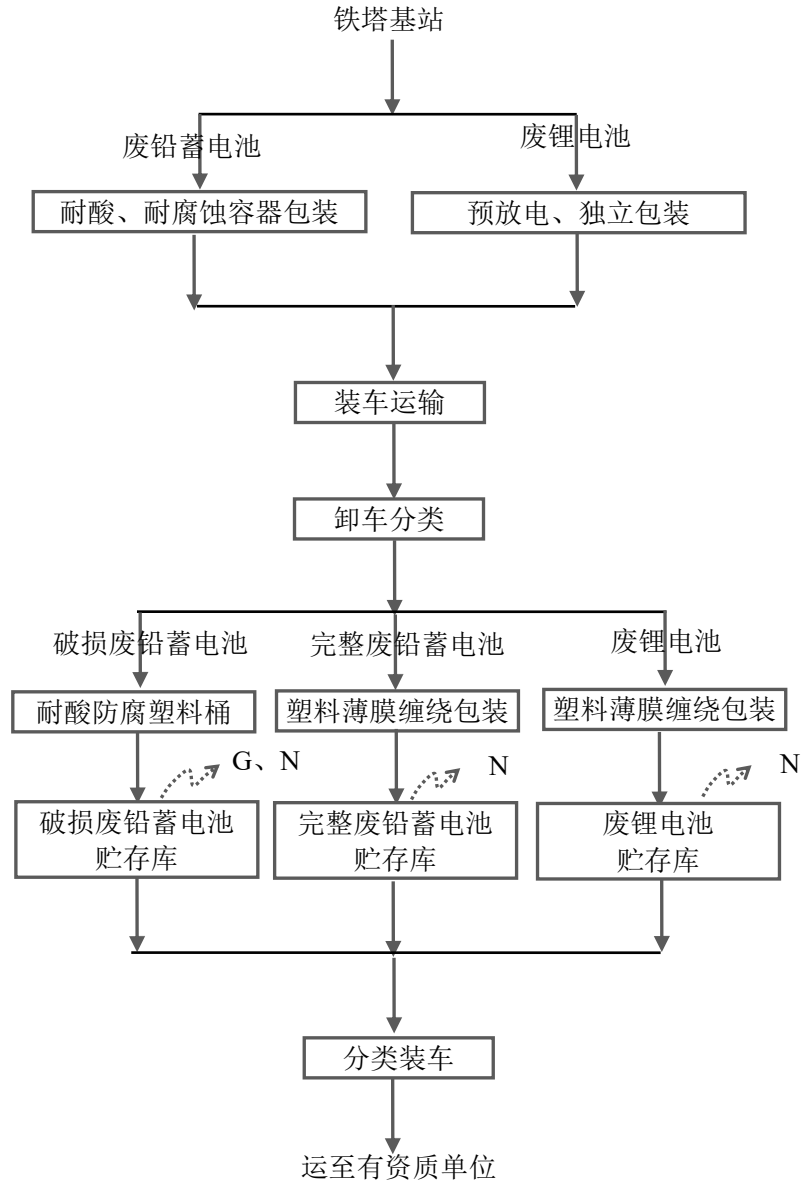 铁塔基站
废铅蓄电池
废锂电池
耐酸、耐腐蚀容器包装
预放电、独立包装
装车运输
卸车分类
破损废铅蓄电池
完整废铅蓄电池
废锂电池
耐酸防腐塑料桶
塑料薄膜缠绕包装
塑料薄膜缠绕包装
G、N
N
N
破损废铅蓄电池
贮存库
完整废铅蓄电池
贮存库
废锂电池
贮存库
分类装车
运至有资质单位